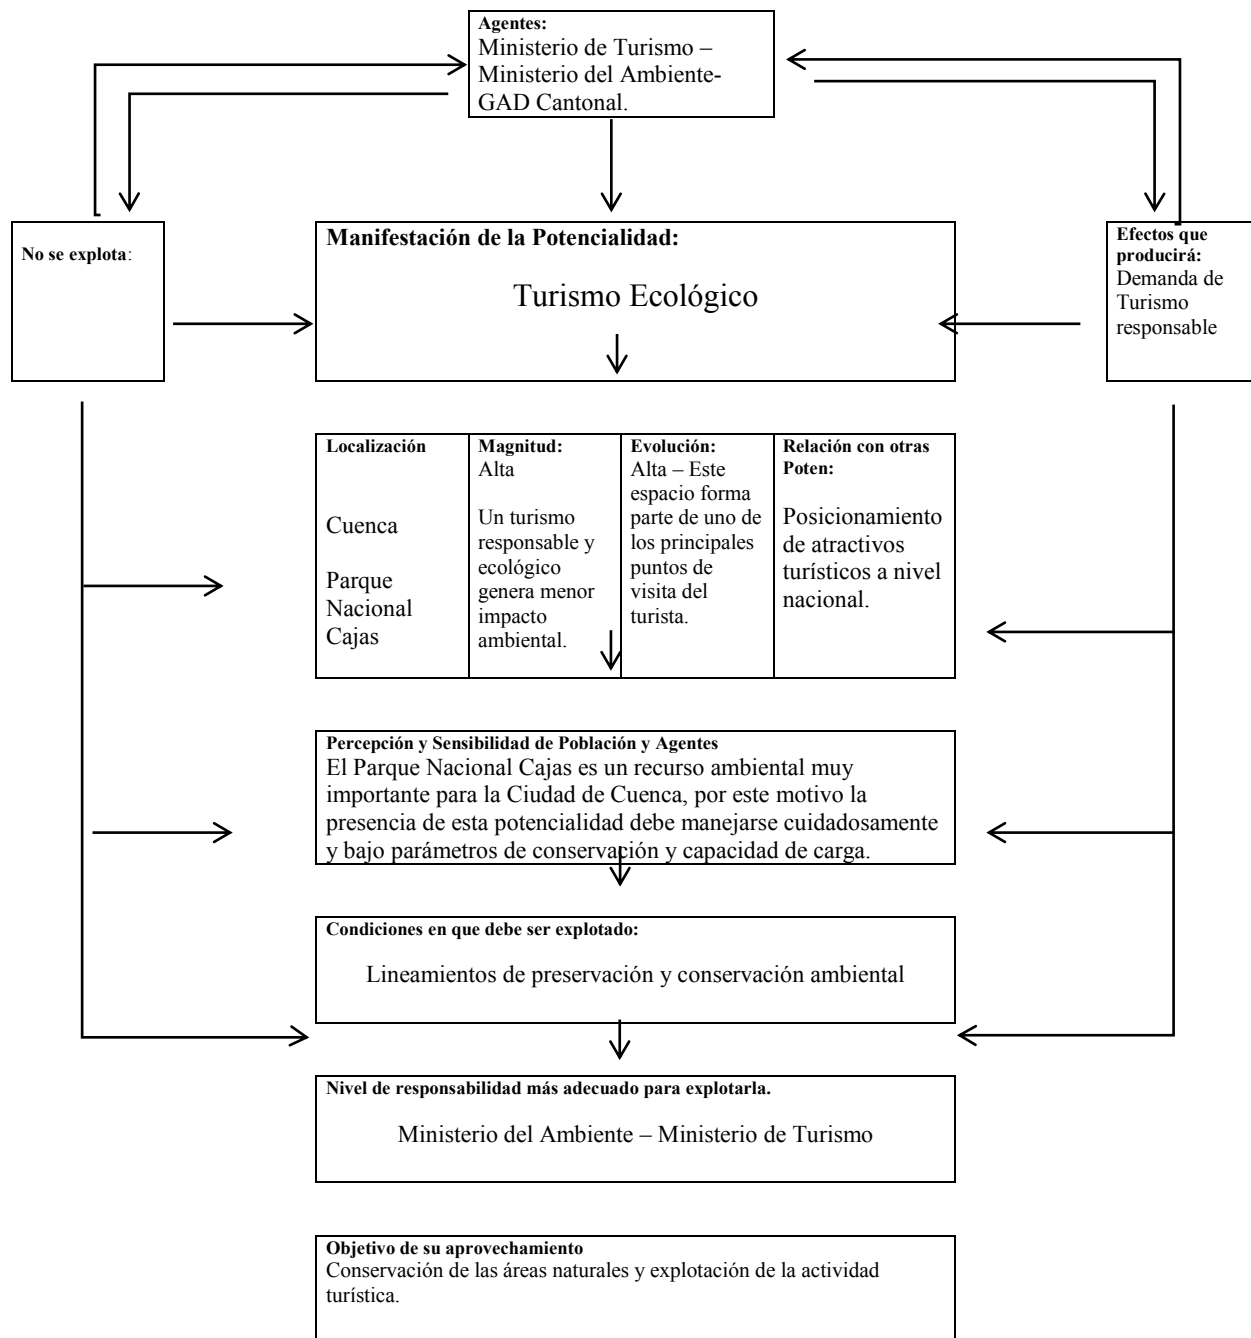 Agentes:
Ministerio de Turismo –
Ministerio del Ambiente-
GAD Cantonal.
No se explota:
Manifestación de la Potencialidad:
Turismo Ecológico
Efectos que
producirá:
Demanda de
Turismo
responsable
Localización
Cuenca
Parque
Nacional
Cajas
Magnitud:
Alta
Un turismo
responsable y
ecológico
genera menor
impacto
ambiental.
Evolución:
Alta – Este
espacio forma
parte de uno de
los principales
puntos de
visita del
turista.
Relación con otras
Poten:
Posicionamiento
de atractivos
turísticos a nivel
nacional.
Percepción y Sensibilidad de Población y Agentes
El Parque Nacional Cajas es un recurso ambiental muy
importante para la Ciudad de Cuenca, por este motivo la
presencia de esta potencialidad debe manejarse cuidadosamente
y bajo parámetros de conservación y capacidad de carga.
Condiciones en que debe ser explotado:
Lineamientos de preservación y conservación ambiental
Nivel de responsabilidad más adecuado para explotarla.
Ministerio del Ambiente – Ministerio de Turismo
Objetivo de su aprovechamiento
Conservación de las áreas naturales y explotación de la actividad
turística.